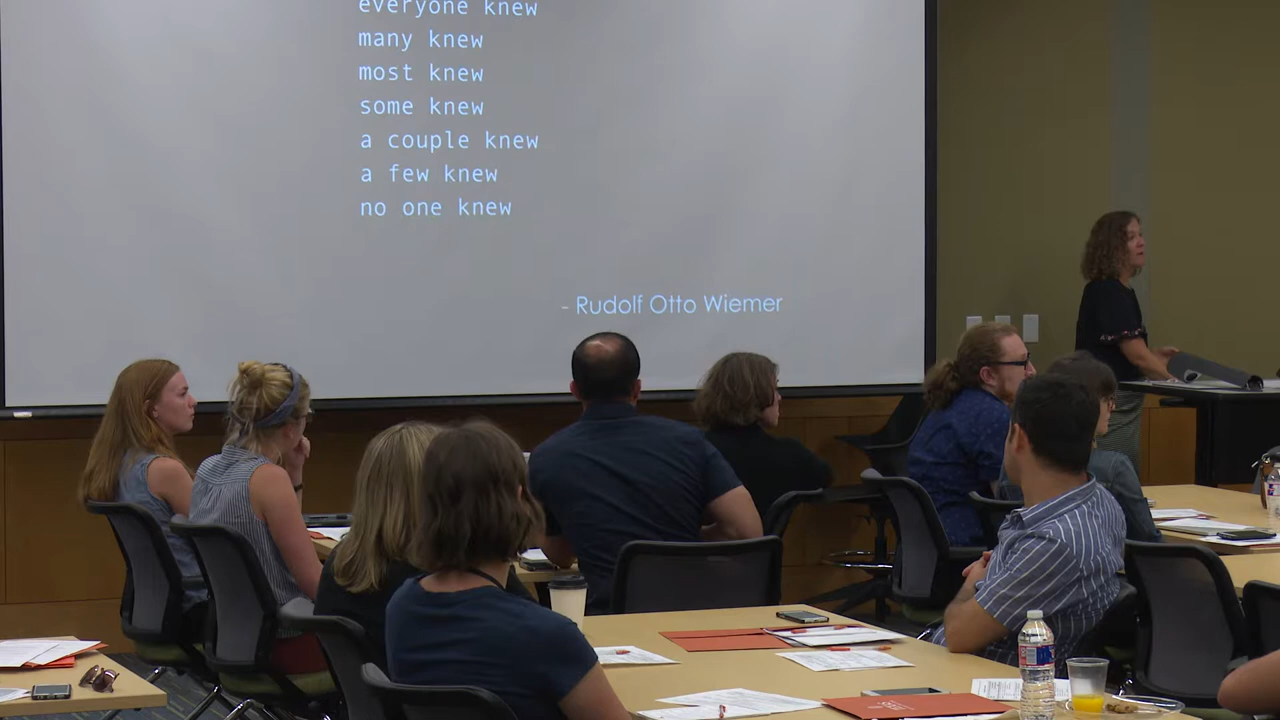 everyone knew
many knew
most knew
some knew
a couple knew
a few knew
no one knew
- Rudolf Otto Wiemer